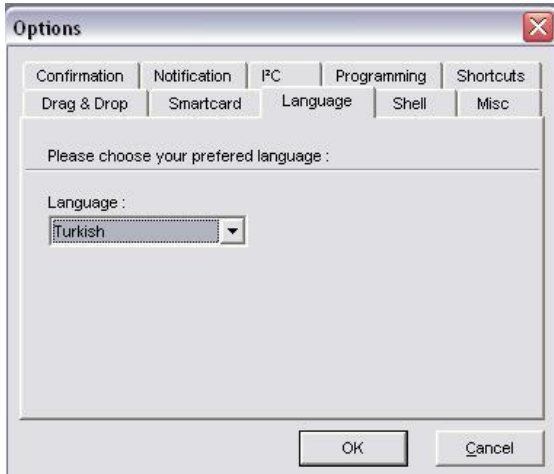 Options
Confirmation Notification I²C Programming Shortcuts
Drag & Drop Smartcard Language Shell Misc
Please choose your prefered language :
Language :
Turkish
OK Cancel